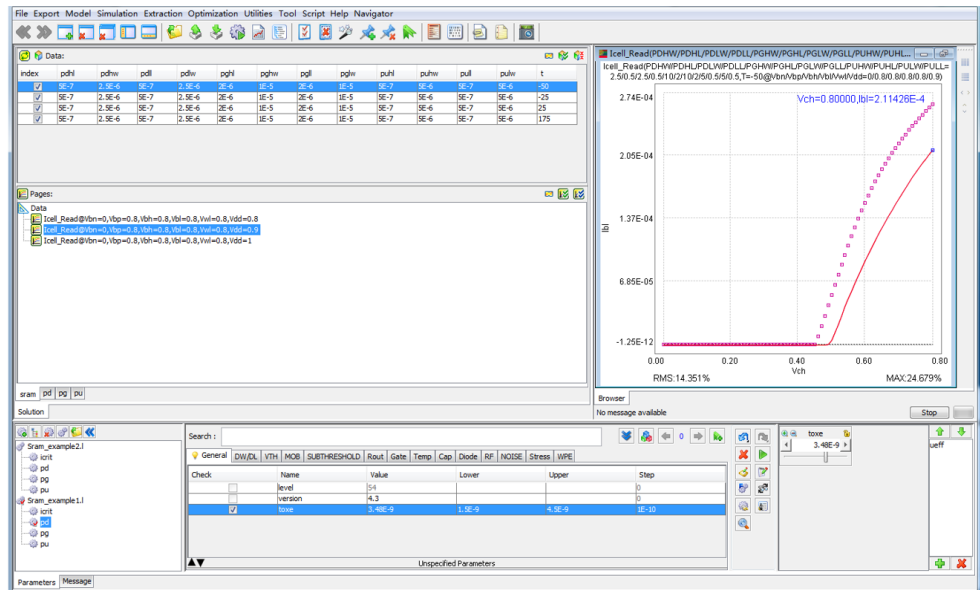 File Export Model Simulation Extraction Optimization Utilities Tool Script Help Navigator
Data:
index pdhl pdhw pdll pdlw pghl pghw pgll pglw puhl puhw pull pulw t
5E-7 2.5E-6 5E-7 2.5E-6 2E-6 1E-5 2E-6 1E-5 5E-7 5E-6 5E-7 5E-6 -50
5E-7 2.5E-6 5E-7 2.5E-6 2E-6 1E-5 2E-6 1E-5 5E-7 5E-6 5E-7 5E-6 -25
5E-7 2.5E-6 5E-7 2.5E-6 2E-6 1E-5 2E-6 1E-5 5E-7 5E-6 5E-7 5E-6 25
5E-7 2.5E-6 5E-7 2.5E-6 2E-6 1E-5 2E-6 1E-5 5E-7 5E-6 5E-7 5E-6 175
Pages:
Data
Icell_Read@Vbn=0,Vbp=0.8,Vbh=0.8,Vbl=0.8,Vwl=0.8,Vdd=0.8
Icell_Read@Vbn=0,Vbp=0.8,Vbh=0.8,Vbl=0.8,Vwl=0.8,Vdd=0.9
Icell_Read@Vbn=0,Vbp=0.8,Vbh=0.8,Vbl=0.8,Vwl=0.8,Vdd=1
sram pd pg pu
Solution
Icell_Read(PDHW/PDHL/PDLW/PDLL/PGHW/PGHL/PGLW/PGLL/PUHW/PUHL...
Icell_Read(PDHW/PDHL/PDLW/PDLL/PGHW/PGHL/PGLW/PGLL/PUHW/PUHL/PULW/PULL=
2.5/0.5/2.5/0.5/10/2/10/2/5/0.5/5/0.5,T=-50@Vbn/Vbp/Vbh/Vbl/Vwl/Vdd=0/0.8/0.8/0.8/0.8/0.9)
Vch=0.80000,Ibl=2.11426E-4
2.74E-04
2.05E-04
1.37E-04
6.85E-05
-1.25E-12
Ibl
0.00 0.20 0.40 0.60 0.80
Vch
RMS:14.351% MAX:24.679%
Browser
No message available Stop
Sram_example2.l
icrit
pd
pg
pu
Sram_example1.l
icrit
pd
pg
pu
Search :
0
General DW/DL VTH MOB SUBTHRESHOLD Rout Gate Temp Cap Diode RF NOISE Stress WPE
Check Name Value Lower Upper Step
level 54 0
version 4.3 0
toxe 3.48E-9 1.5E-9 4.5E-9 1E-10
Unspecified Parameters
toxe
3.48E-9
ueff
Parameters Message